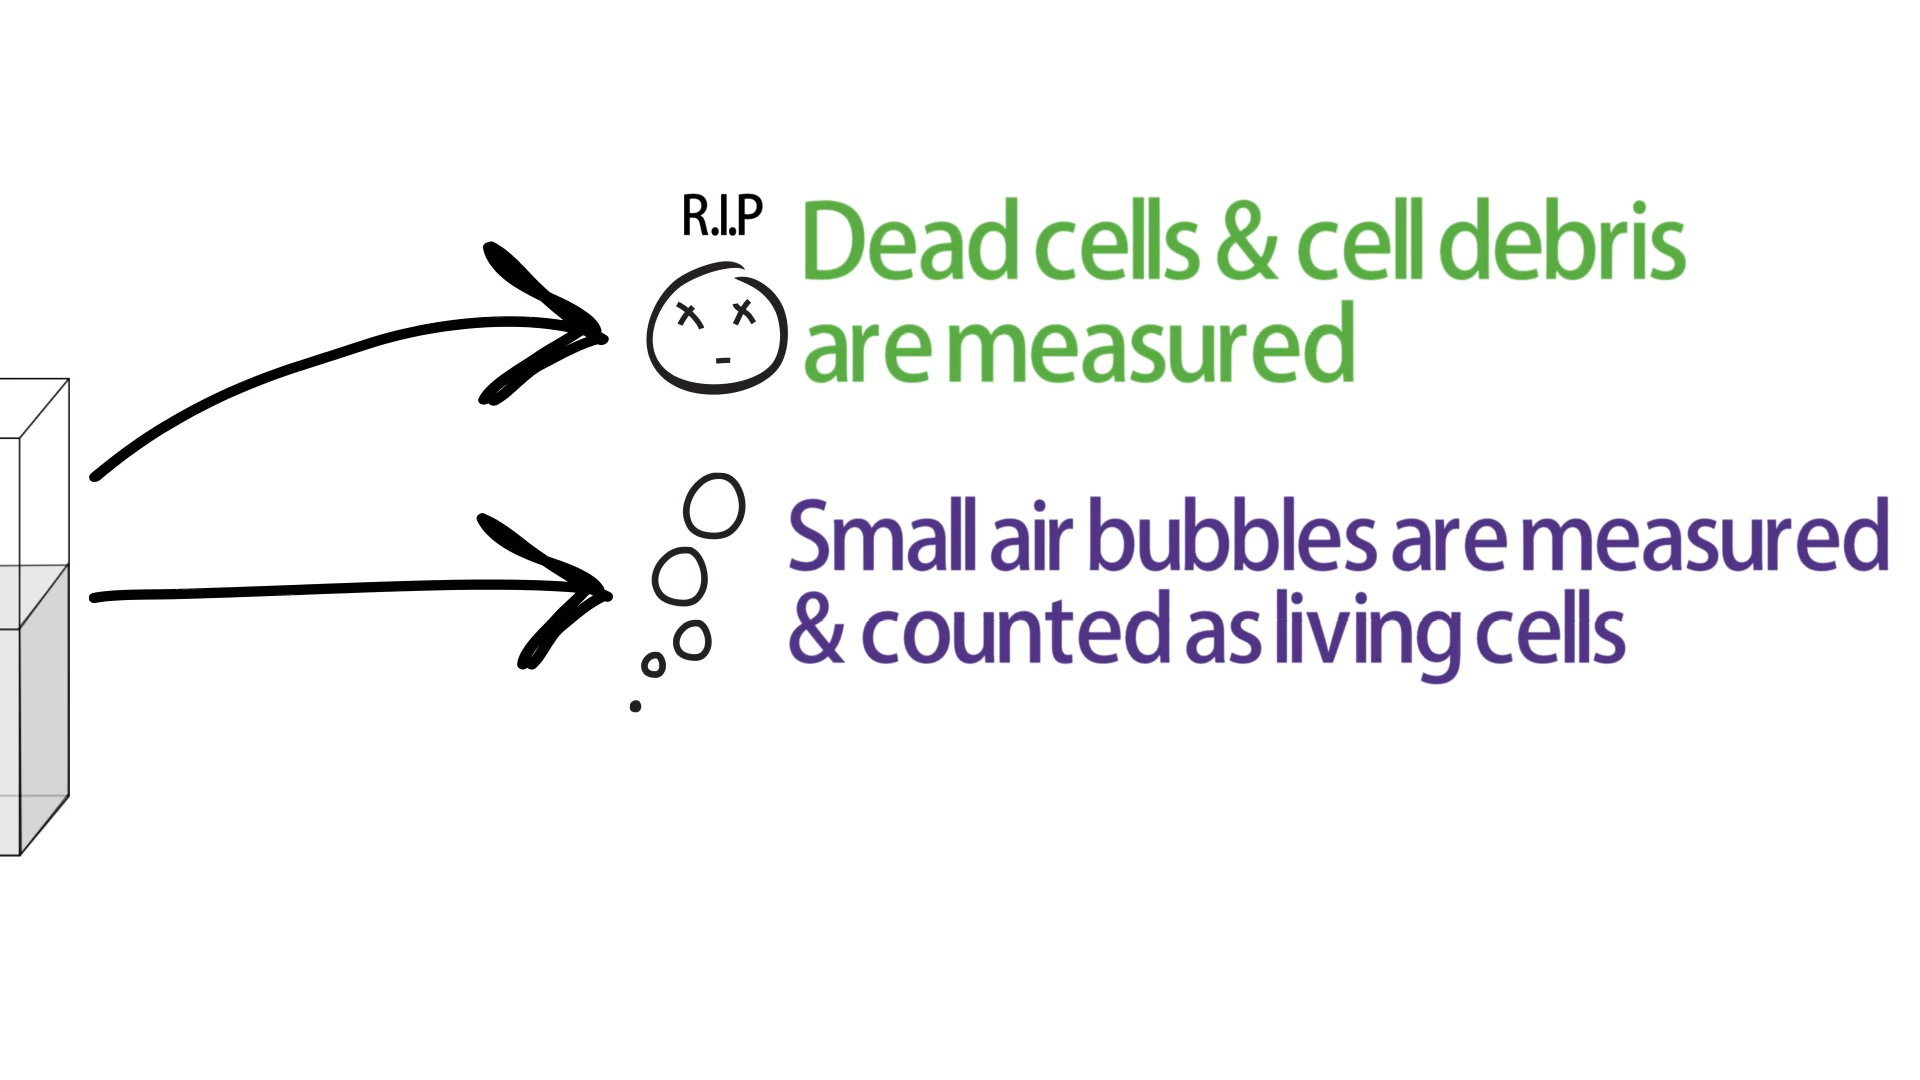 R.I.P
Dead cells & cell debris
are measured
Small air bubbles are measured
& counted as living cells